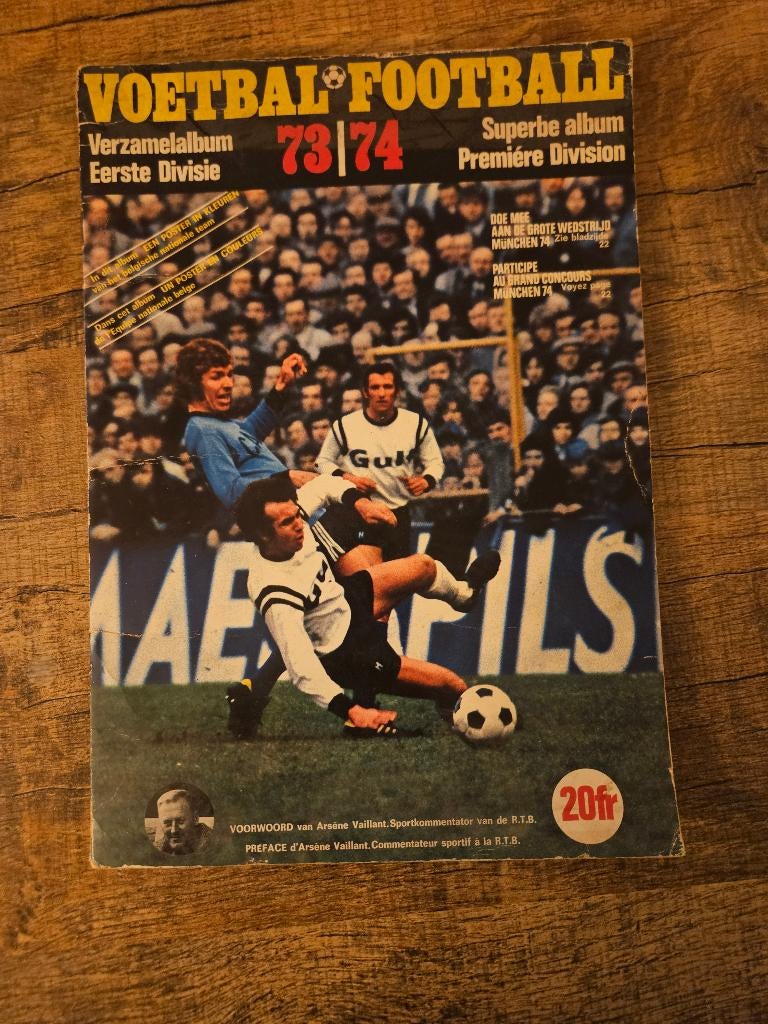 VOETBAL FOOTBALL
Verzamelalbum
Eerste Divisie
73|74
Superbe album
Premiére Division
In dit album EEN POSTER IN KLEUREN
van het belgische nationale team
Dans cet album UN POSTER EN COULEURS
de l'Equipe nationale belge
DOE MEE
AAN DE GROTE WEDSTRIJD
MÜNCHEN 74 Zie bladzijde
22
PARTICIPE
AU GRAND CONCOURS
MÜNCHEN 74 Voyez page
22
Gulf
MAES PILS
20fr
VOORWOORD van Arsène Vaillant.Sportkommentator van de R.T.B.
PREFACE d'Arsène Vaillant.Commentateur sportif à la R.T.B.